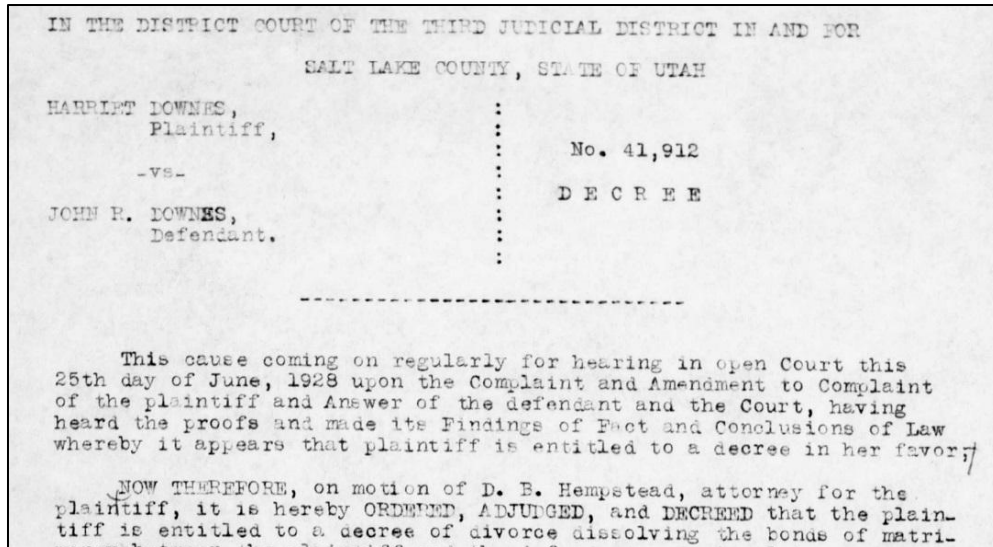 IN THE DISTRICT COURT OF THE THIRD JUDICIAL DISTRICT IN AND FOR
SALT LAKE COUNTY, STATE OF UTAH
HARRIET DOWNES,
Plaintiff,
-vs-
JOHN R. DOWNES,
Defendant.
No. 41,912
D E C R E E
This cause coming on regularly for hearing in open Court this
25th day of June, 1928 upon the Complaint and Amendment to Complaint
of the plaintiff and Answer of the defendant and the Court, having
heard the proofs and made its Findings of Fact and Conclusions of Law
whereby it appears that plaintiff is entitled to a decree in her favor;
NOW THEREFORE, on motion of D. B. Hempstead, attorney for the
plaintiff, it is hereby ORDERED, ADJUDGED, and DECREED that the plain-
tiff is entitled to a decree of divorce dissolving the bonds of matri-